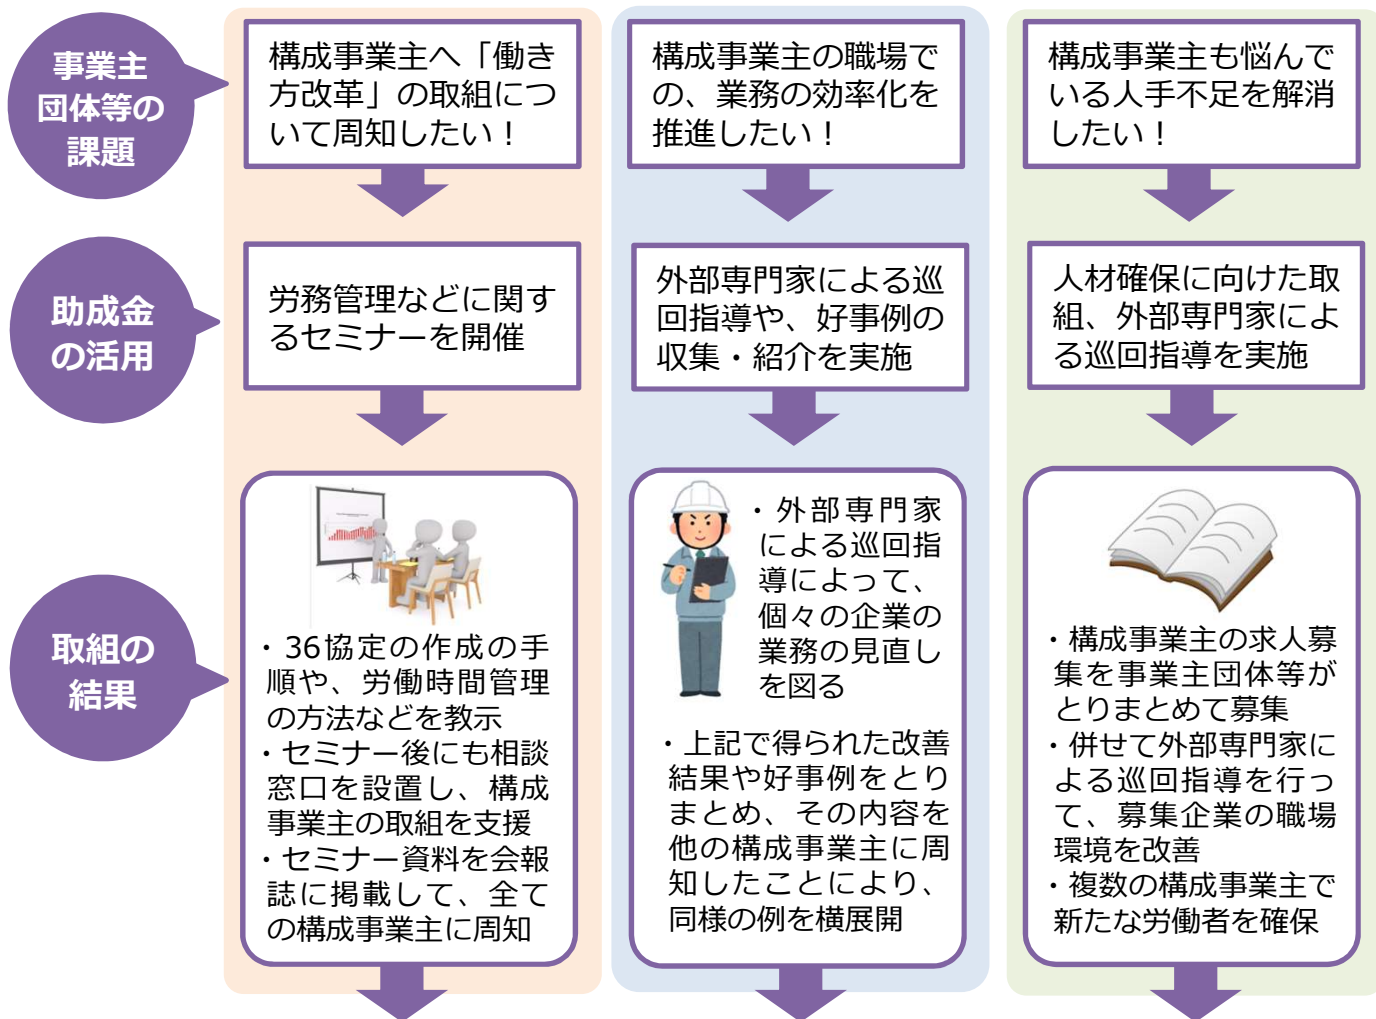 事業主
団体等の
課題
構成事業主へ「働き
方改革」の取組につ
いて周知したい！
構成事業主の職場で
の、業務の効率化を
推進したい！
構成事業主も悩んで
いる人手不足を解消
したい！
助成金
の活用
労務管理などに関す
るセミナーを開催
外部専門家による巡
回指導や、好事例の
収集・紹介を実施
人材確保に向けた取
組、外部専門家によ
る巡回指導を実施
取組の
結果
・36協定の作成の手
順や、労働時間管理
の方法などを教示
・セミナー後にも相談
窓口を設置し、構成
事業主の取組を支援
・セミナー資料を会報
誌に掲載して、全て
の構成事業主に周知
・外部専門家
による巡回指
導によって、
個々の企業の
業務の見直し
を図る
・上記で得られた改善
結果や好事例をとり
まとめ、その内容を
他の構成事業主に周
知したことにより、
同様の例を横展開
・構成事業主の求人募
集を事業主団体等が
とりまとめて募集
・併せて外部専門家に
よる巡回指導を行っ
て、募集企業の職場
環境を改善
・複数の構成事業主で
新たな労働者を確保